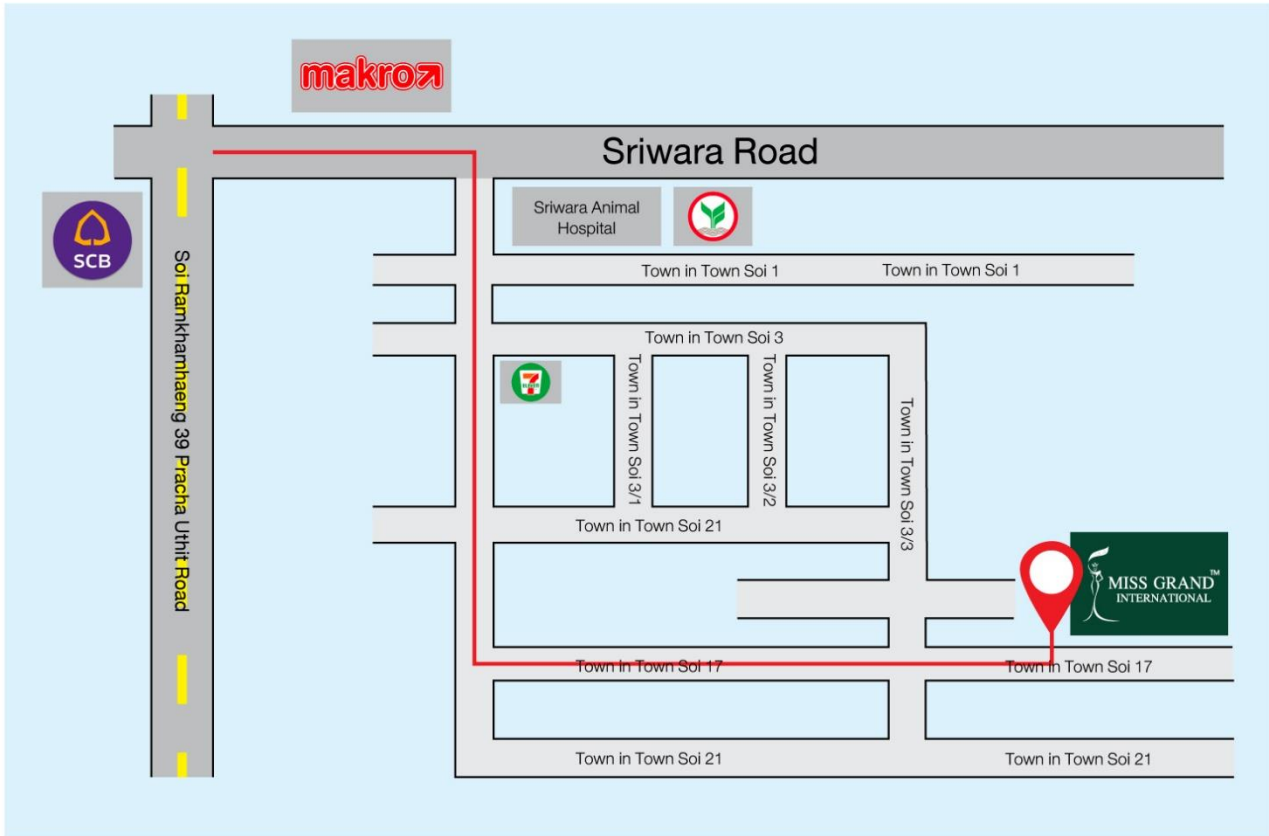 makro
Sriwara Road
SCB
Sriwara Animal
Hospital
Town in Town Soi 1
Town in Town Soi 1
Soi Ramkhamhaeng 39 Pracha Uthit Road
Town in Town Soi 3
7
ELEVEN
Town in Town Soi 3/1
Town in Town Soi 3/2
Town in Town Soi 3/3
Town in Town Soi 21
MISS GRAND™
INTERNATIONAL
Town in Town Soi 17
Town in Town Soi 17
Town in Town Soi 21
Town in Town Soi 21